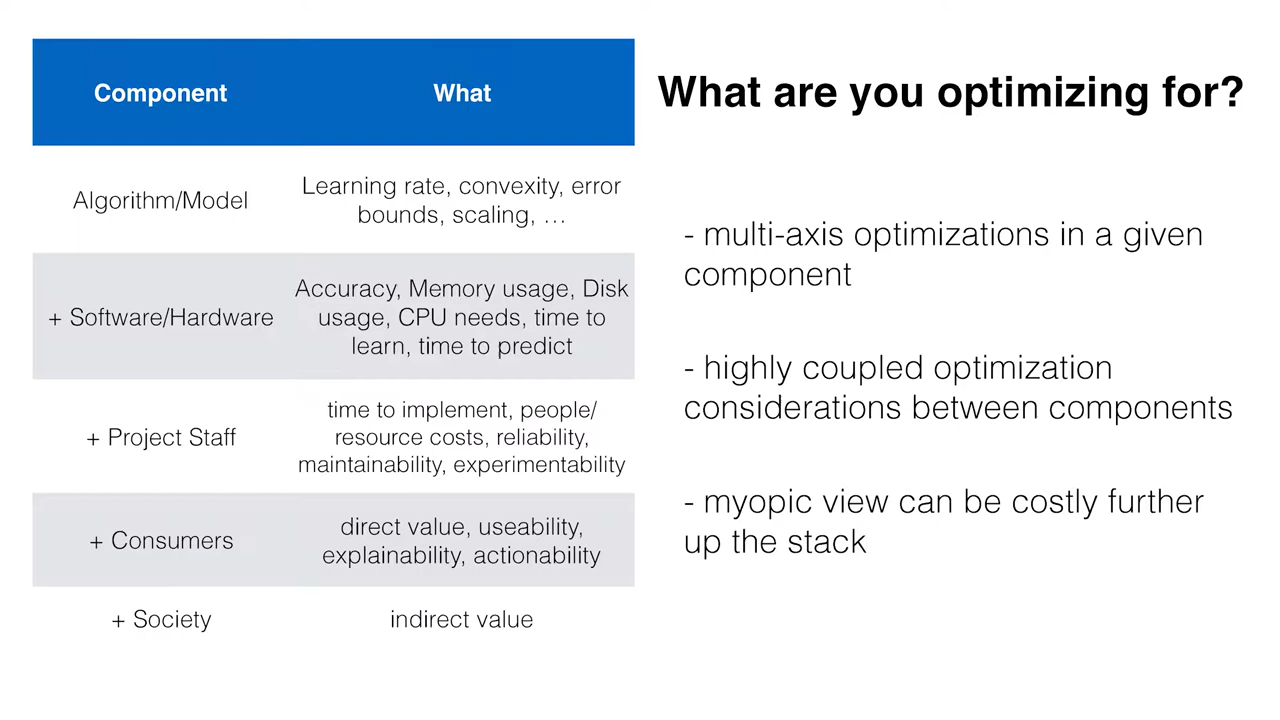 Component What
Algorithm/Model
Learning rate, convexity, error
bounds, scaling, …
+ Software/Hardware
Accuracy, Memory usage, Disk
usage, CPU needs, time to
learn, time to predict
+ Project Staff
time to implement, people/
resource costs, reliability,
maintainability, experimentability
+ Consumers
direct value, useability,
explainability, actionability
+ Society
indirect value
What are you optimizing for?
- multi-axis optimizations in a given
component
- highly coupled optimization
considerations between components
- myopic view can be costly further
up the stack